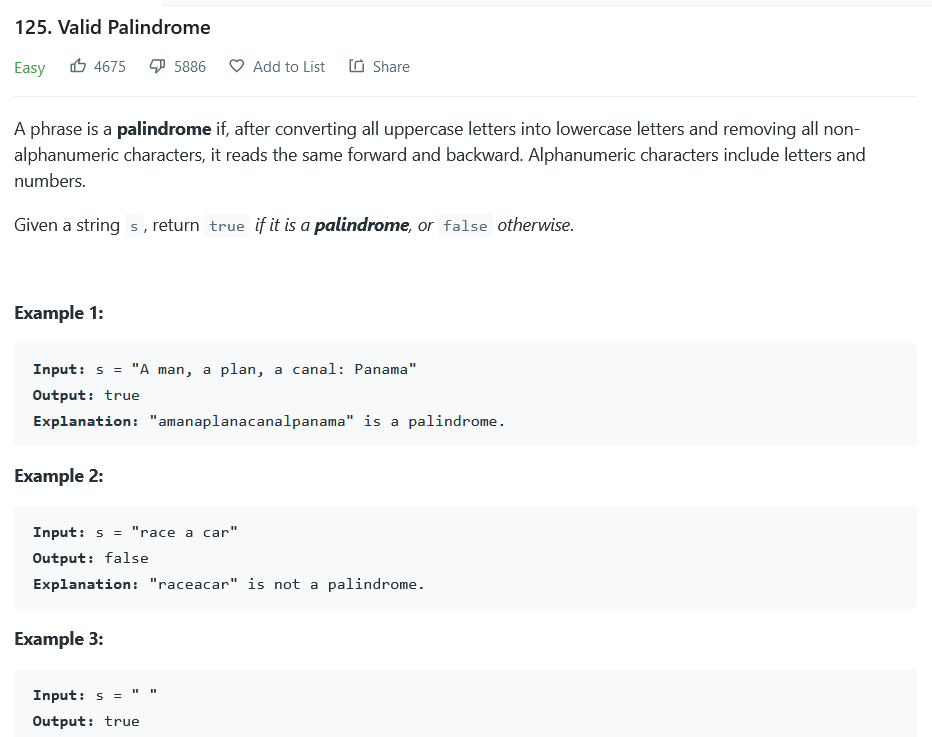 125. Valid Palindrome
Easy 4675 5886 Add to List Share
A phrase is a palindrome if, after converting all uppercase letters into lowercase letters and removing all non-
alphanumeric characters, it reads the same forward and backward. Alphanumeric characters include letters and
numbers.
Given a string s, return true if it is a palindrome, or false otherwise.
Example 1:
Input: s = "A man, a plan, a canal: Panama"
Output: true
Explanation: "amanaplanacanalpanama" is a palindrome.
Example 2:
Input: s = "race a car"
Output: false
Explanation: "raceacar" is not a palindrome.
Example 3:
Input: s = " "
Output: true